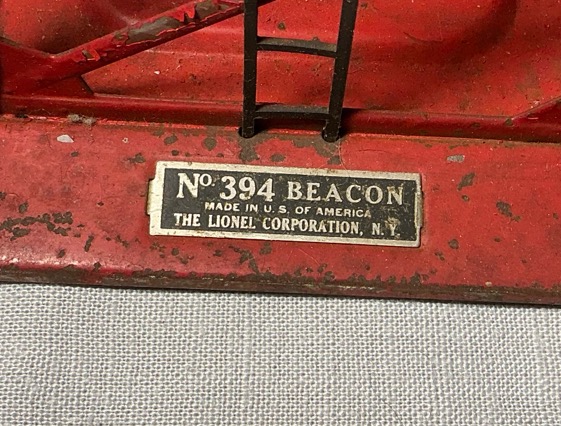 No. 394 BEACON
MADE IN U.S. OF AMERICA
THE LIONEL CORPORATION, N.Y.